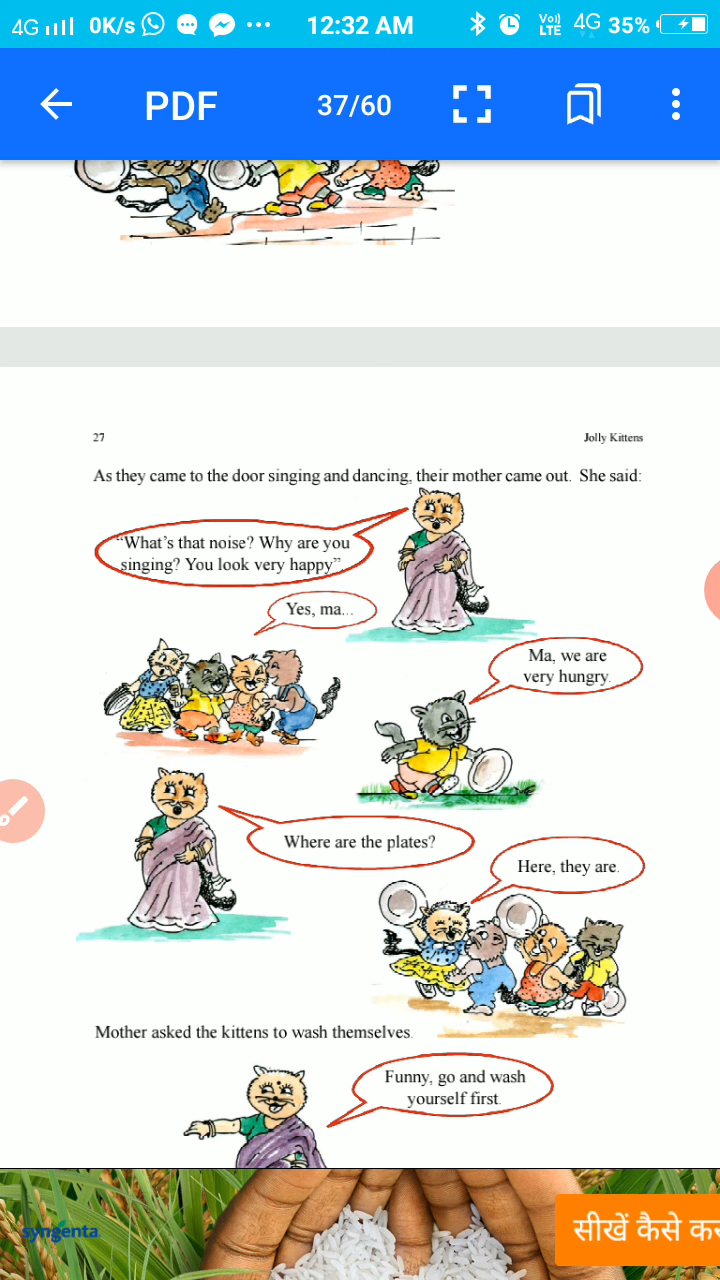 4G 0K/s 12:32 AM Vo) LTE 4G 35%
PDF 37/60
27 Jolly Kittens
As they came to the door singing and dancing, their mother came out. She said:
"What's that noise? Why are you
singing? You look very happy".
Yes, ma...
Ma, we are
very hungry.
Where are the plates?
Here, they are.
Mother asked the kittens to wash themselves.
Funny, go and wash
yourself first.
syngenta
सीखें कैसे